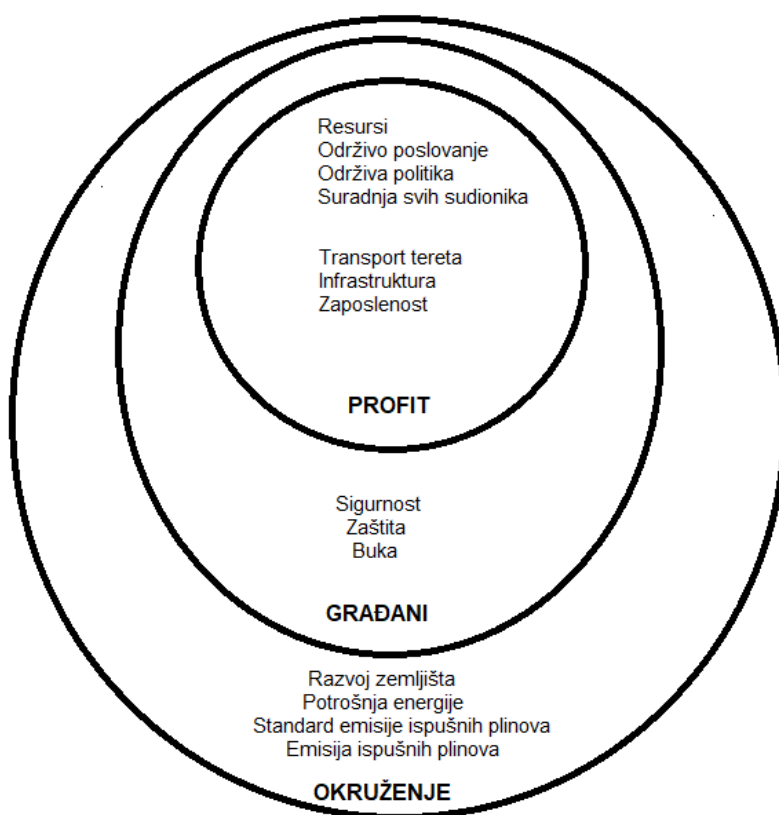 Resursi
Održivo poslovanje
Održiva politika
Suradnja svih sudionika
Transport tereta
Infrastruktura
Zaposlenost
PROFIT
Sigurnost
Zaštita
Buka
GRAĐANI
Razvoj zemljišta
Potrošnja energije
Standard emisije ispušnih plinova
Emisija ispušnih plinova
OKRUŽENJE